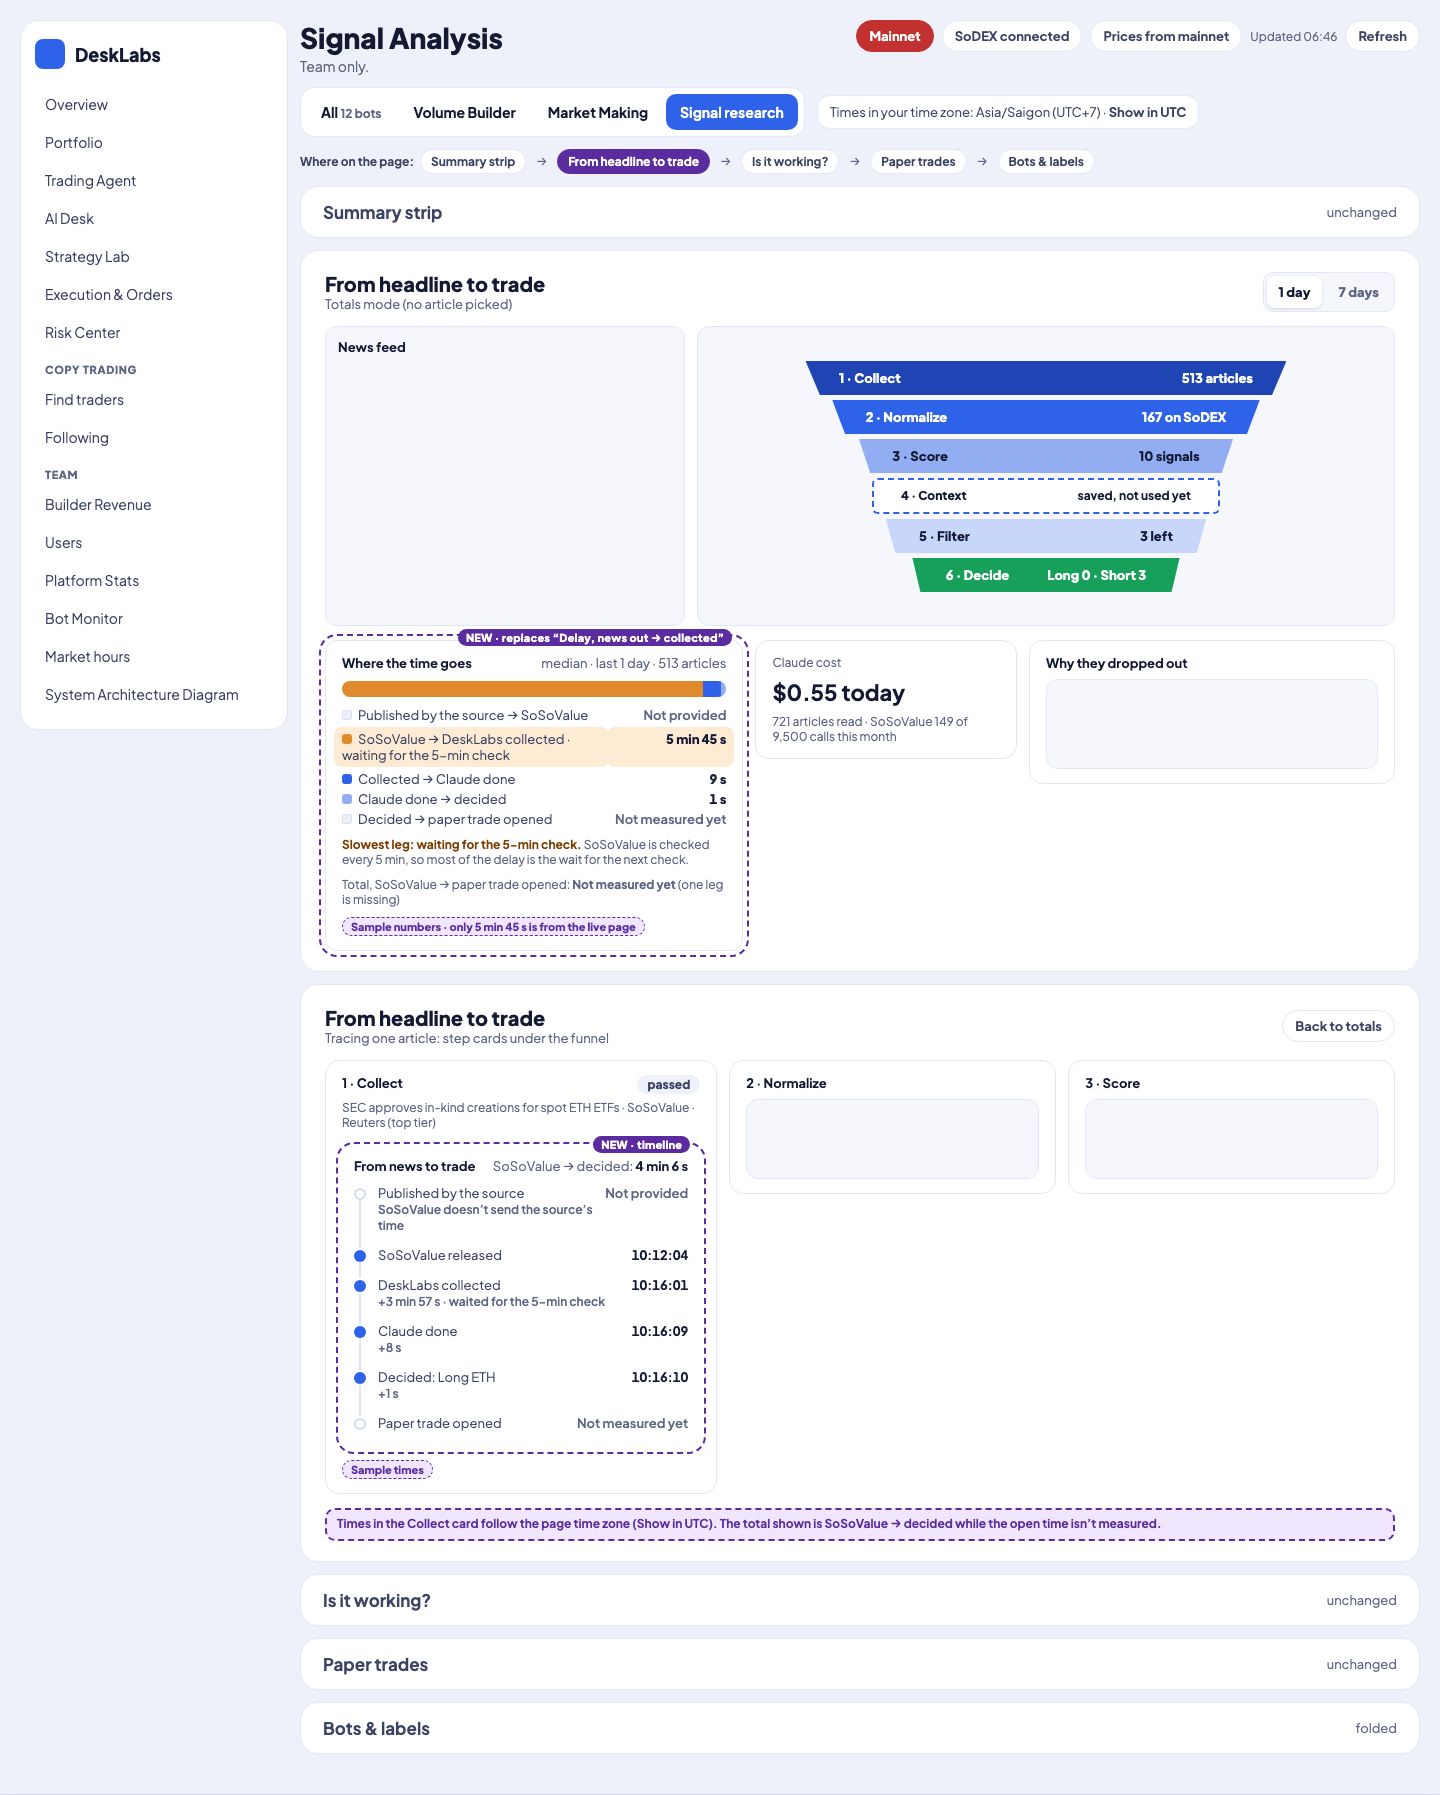 DeskLabs
Overview
Portfolio
Trading Agent
AI Desk
Strategy Lab
Execution & Orders
Risk Center
COPY TRADING
Find traders
Following
TEAM
Builder Revenue
Users
Platform Stats
Bot Monitor
Market hours
System Architecture Diagram
Signal Analysis
Team only.
Mainnet
SoDEX connected
Prices from mainnet
Updated 06:46
Refresh
All 12 bots
Volume Builder
Market Making
Signal research
Times in your time zone: Asia/Saigon (UTC+7) · Show in UTC
Where on the page: Summary strip → From headline to trade → Is it working? → Paper trades → Bots & labels
Summary strip
unchanged
From headline to trade
Totals mode (no article picked)
1 day
7 days
News feed
1 · Collect 513 articles
2 · Normalize 167 on SoDEX
3 · Score 10 signals
4 · Context saved, not used yet
5 · Filter 3 left
6 · Decide Long 0 · Short 3
NEW · replaces “Delay, news out → collected”
Where the time goes median · last 1 day · 513 articles
Published by the source → SoSoValue Not provided
SoSoValue → DeskLabs collected · 5 min 45 s
waiting for the 5-min check
Collected → Claude done 9 s
Claude done → decided 1 s
Decided → paper trade opened Not measured yet
Slowest leg: waiting for the 5-min check. SoSoValue is checked
every 5 min, so most of the delay is the wait for the next check.
Total, SoSoValue → paper trade opened: Not measured yet (one leg
is missing)
Sample numbers · only 5 min 45 s is from the live page
Claude cost
$0.55 today
721 articles read · SoSoValue 149 of
9,500 calls this month
Why they dropped out
From headline to trade
Tracing one article: step cards under the funnel
Back to totals
1 · Collect passed
SEC approves in-kind creations for spot ETH ETFs · SoSoValue ·
Reuters (top tier)
NEW · timeline
From news to trade SoSoValue → decided: 4 min 6 s
Published by the source Not provided
SoSoValue doesn’t send the source’s
time
SoSoValue released 10:12:04
DeskLabs collected 10:16:01
+3 min 57 s · waited for the 5-min check
Claude done 10:16:09
+8 s
Decided: Long ETH 10:16:10
+1 s
Paper trade opened Not measured yet
Sample times
2 · Normalize
3 · Score
Times in the Collect card follow the page time zone (Show in UTC). The total shown is SoSoValue → decided while the open time isn’t measured.
Is it working?
unchanged
Paper trades
unchanged
Bots & labels
folded